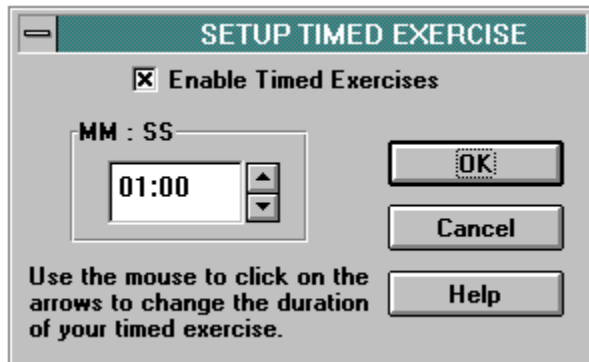 SETUP TIMED EXERCISE
Enable Timed Exercises
MM : SS
01:00
OK
Cancel
Help
Use the mouse to click on the
arrows to change the duration
of your timed exercise.